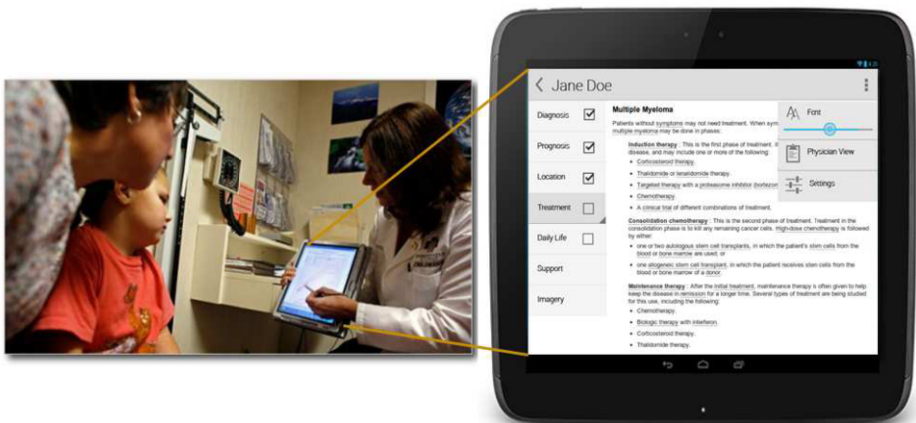 Jane Doe
Diagnosis
Prognosis
Location
Treatment
Daily Life
Support
Imagery
Multiple Myeloma
Patients without symptoms may not need treatment. When sym
multiple myeloma may be done in phases:
Induction therapy : This is the first phase of treatment. It
disease, and may include one or more of the following:
• Corticosteroid therapy.
• Thalidomide or lenalidomide therapy.
• Targeted therapy with a proteasome inhibitor (bortezom
• Chemotherapy.
• A clinical trial of different combinations of treatment.
Consolidation chemotherapy : This is the second phase of treatment. Treatment in the
consolidation phase is to kill any remaining cancer cells. High-dose chemotherapy is followed
by either:
• one or two autologous stem cell transplants, in which the patient's stem cells from the
blood or bone marrow are used; or
• one allogeneic stem cell transplant, in which the patient receives stem cells from the
blood or bone marrow of a donor.
Maintenance therapy : After the initial treatment, maintenance therapy is often given to help
keep the disease in remission for a longer time. Several types of treatment are being studied
for this use, including the following:
• Chemotherapy.
• Biologic therapy with interferon.
• Corticosteroid therapy.
• Thalidomide therapy.
Font
Physician View
Settings